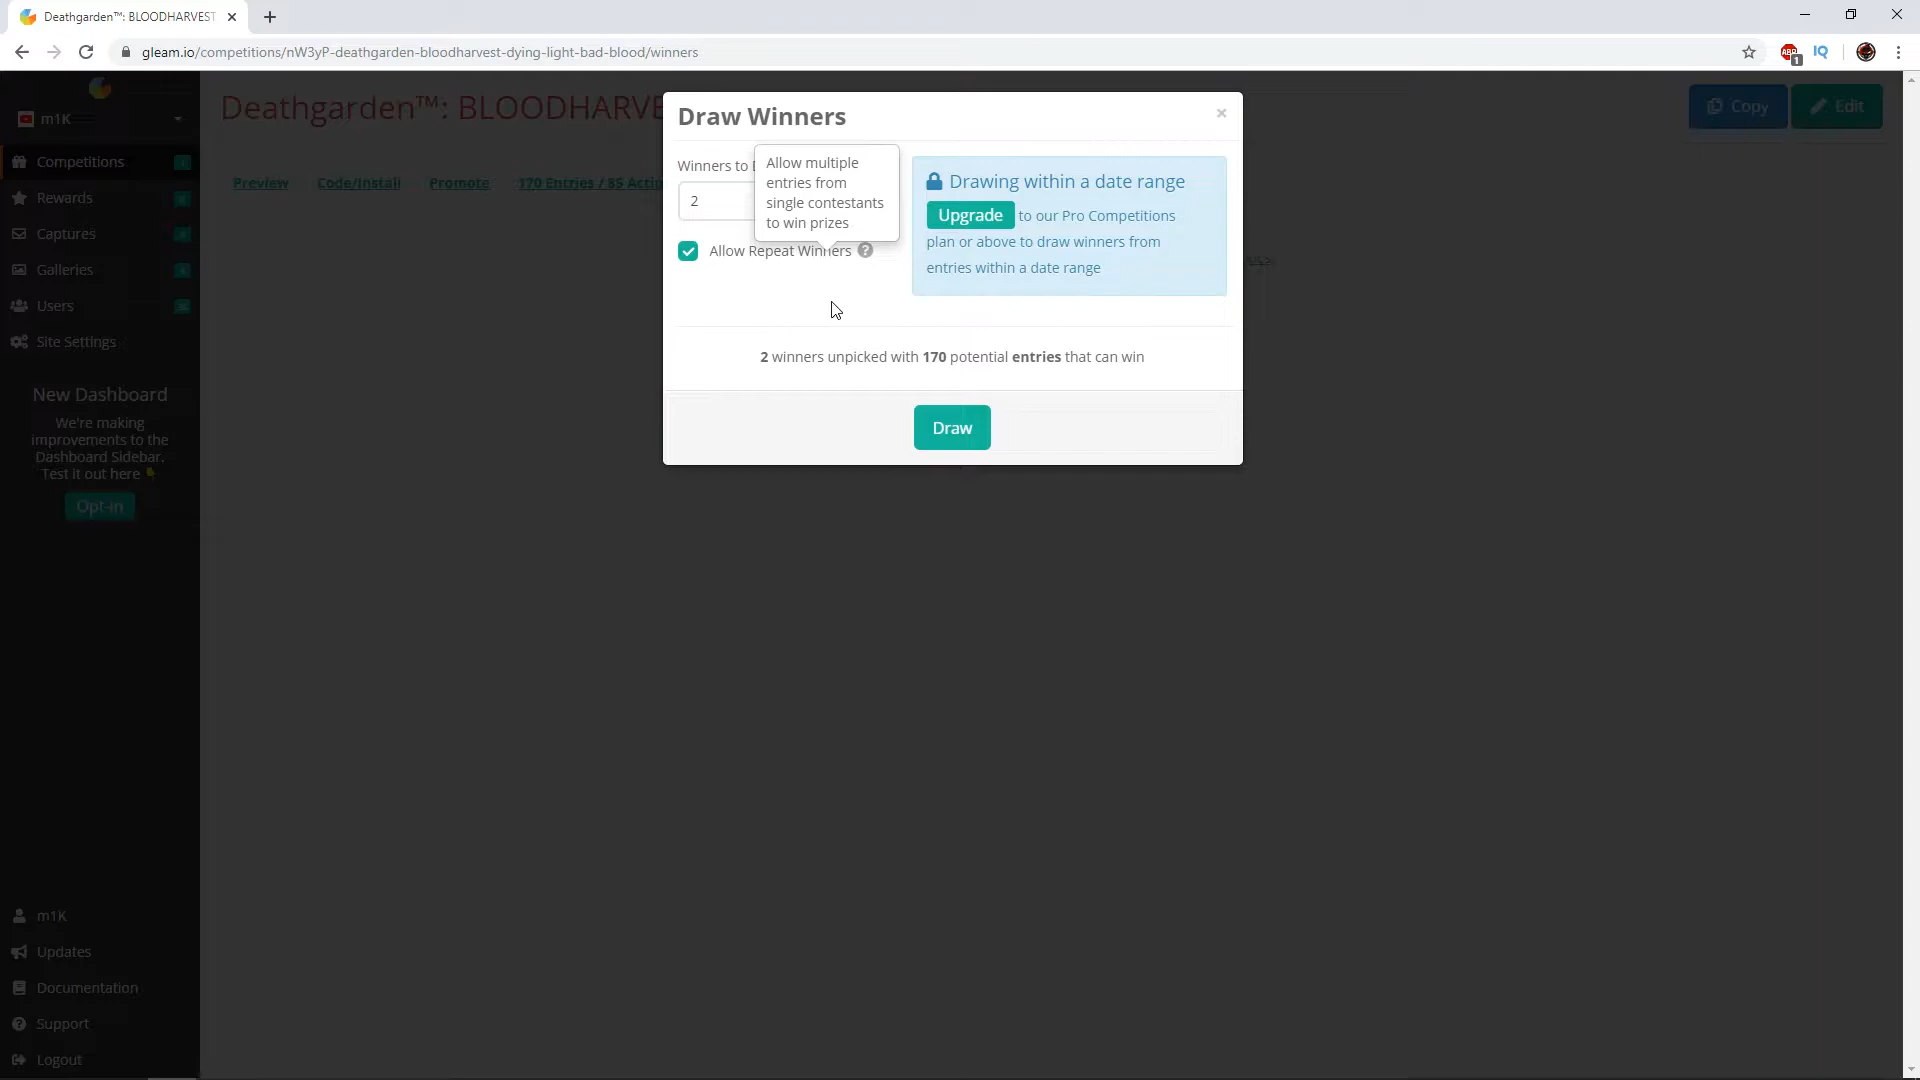 Deathgarden™: BLOODHARVEST
gleam.io/competitions/nW3yP-deathgarden-bloodharvest-dying-light-bad-blood/winners
ABP
1
IQ
m1K
Competitions
Rewards
Captures
Galleries
Users
Site Settings
New Dashboard
We're making
improvements to the
Dashboard Sidebar.
Test it out here
Opt-in
m1K
Updates
Documentation
Support
Logout
Deathgarden™: BLOODHARVE
Copy
Edit
Preview
Code/Install
Promote
170 Entries / 85 Actio
Draw Winners
×
Winners to
2
Allow multiple
entries from
single contestants
to win prizes
Allow Repeat Winners
Drawing within a date range
Upgrade to our Pro Competitions
plan or above to draw winners from
entries within a date range
2 winners unpicked with 170 potential entries that can win
Draw